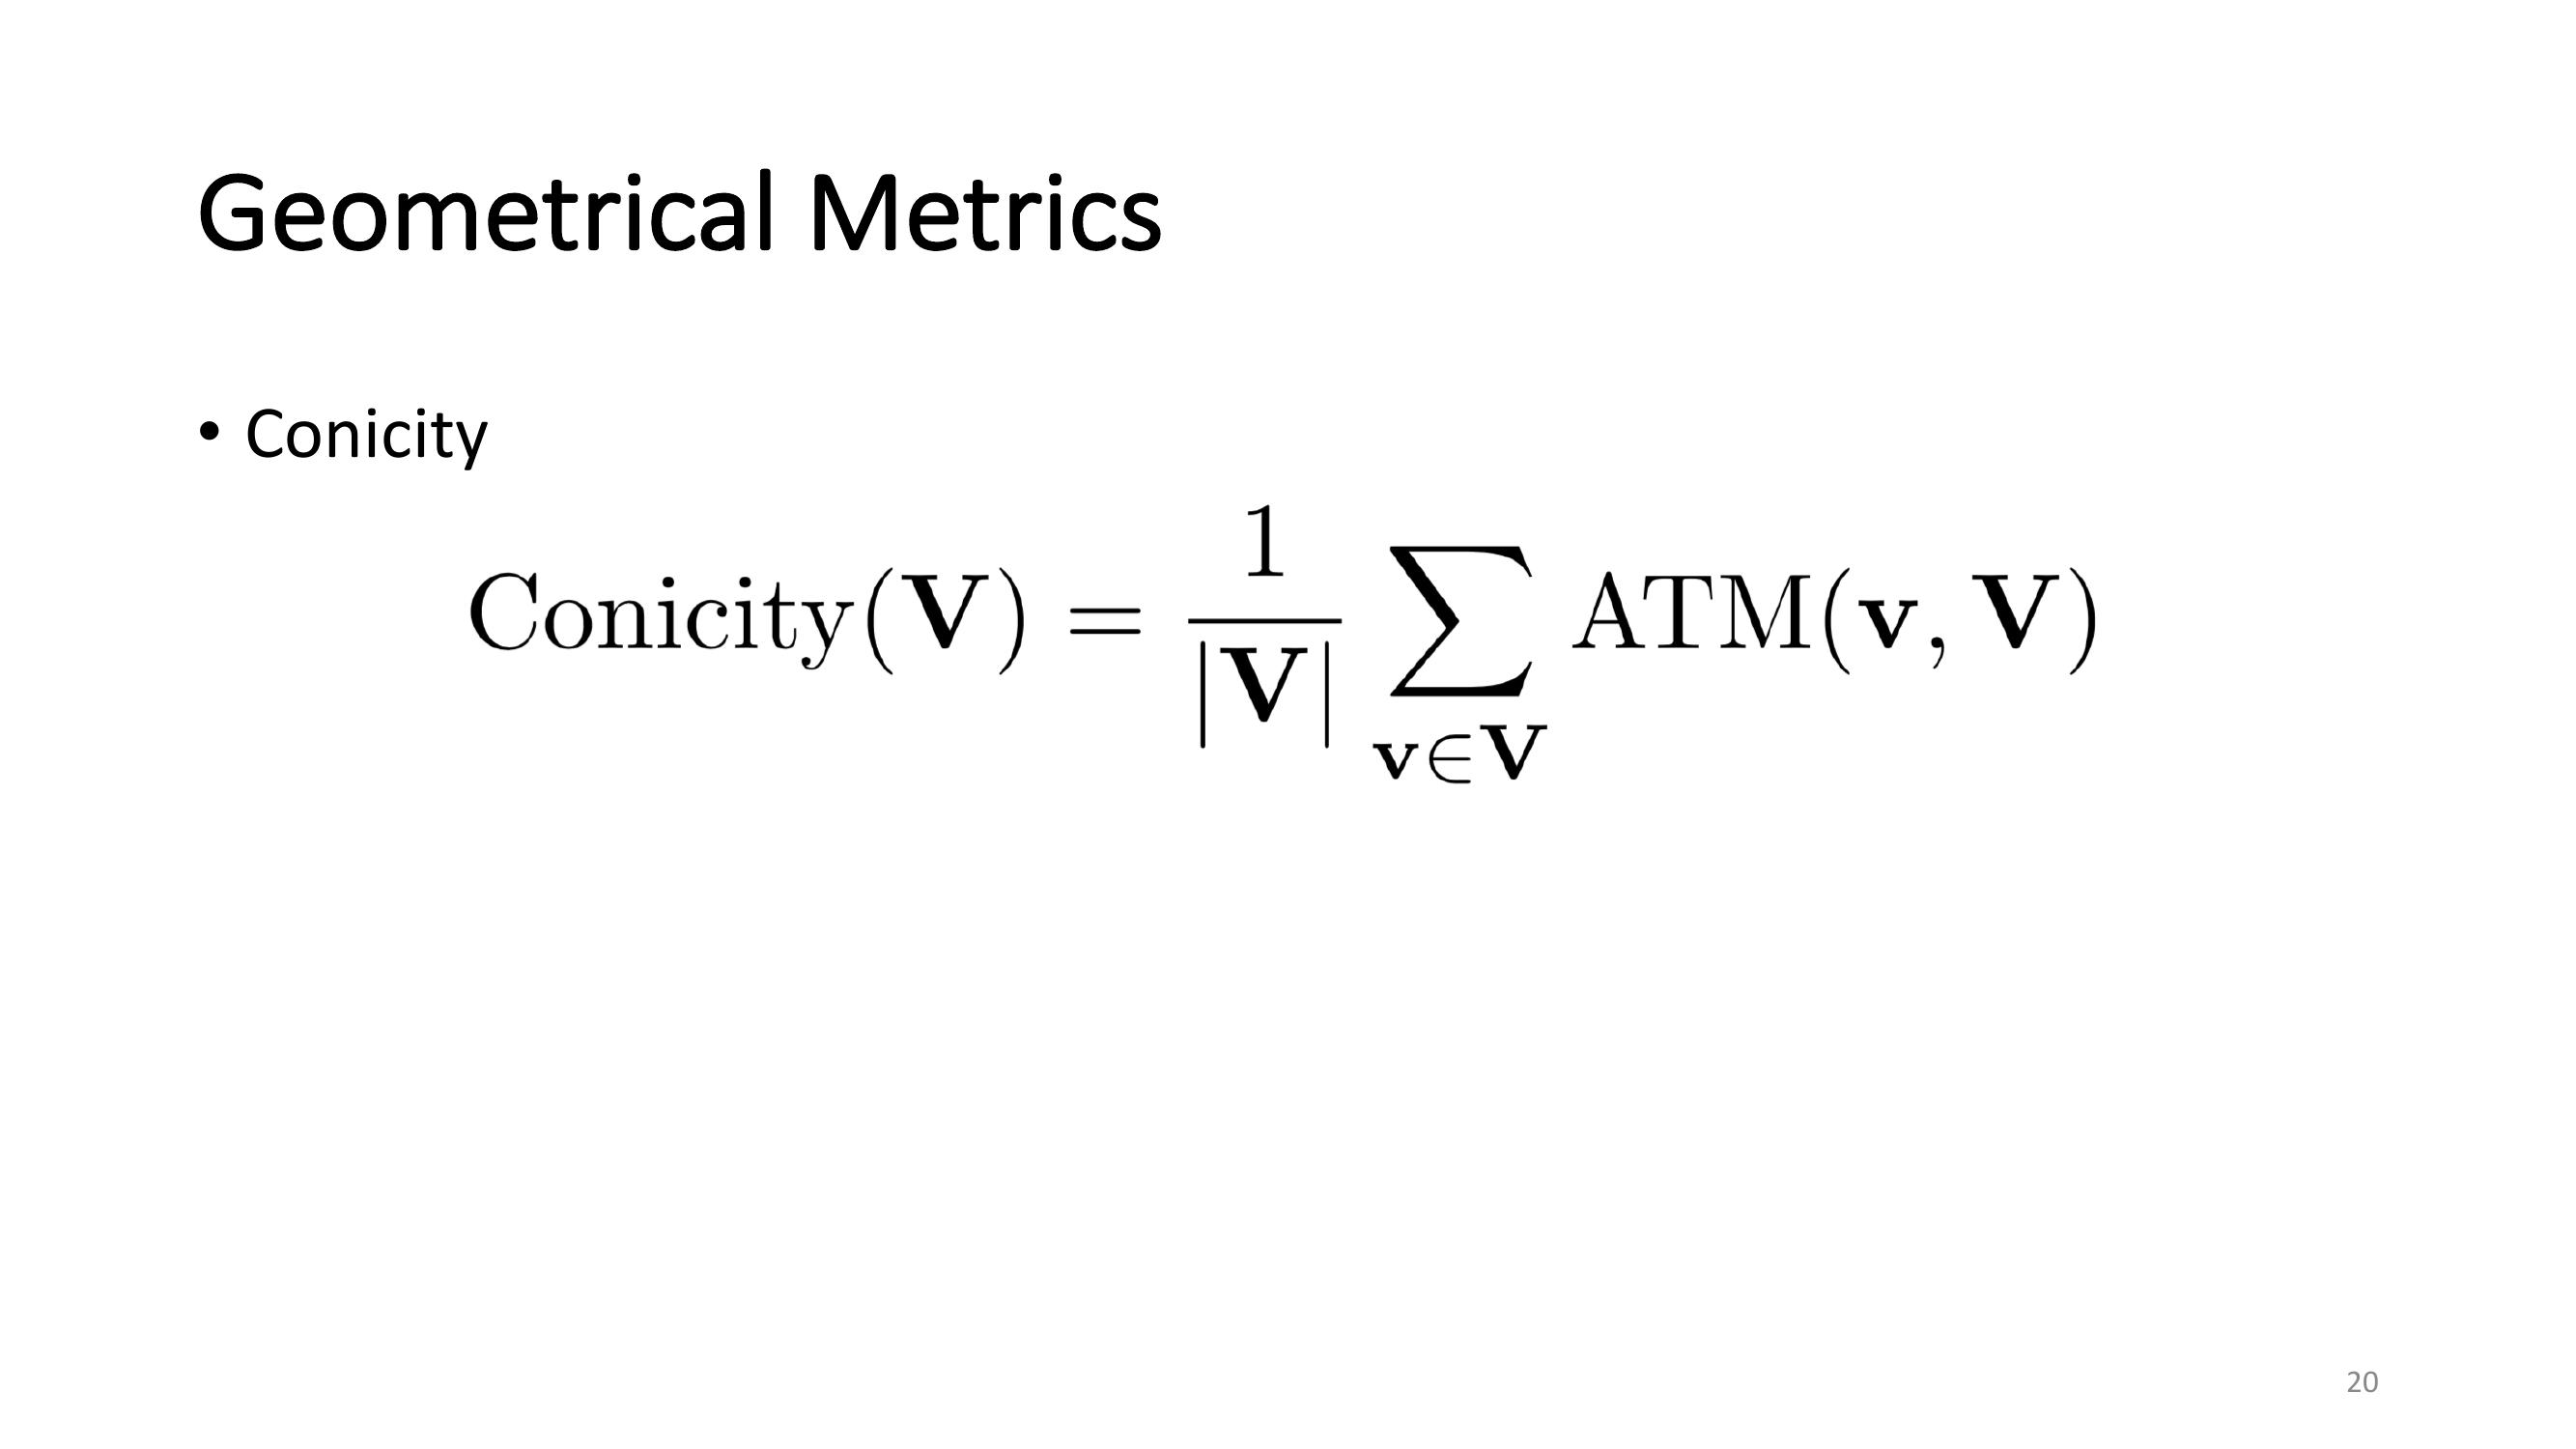 Geometrical Metrics
• Conicity
Conicity(V) = 1/|V| ∑_{v∈V} ATM(v, V)
20